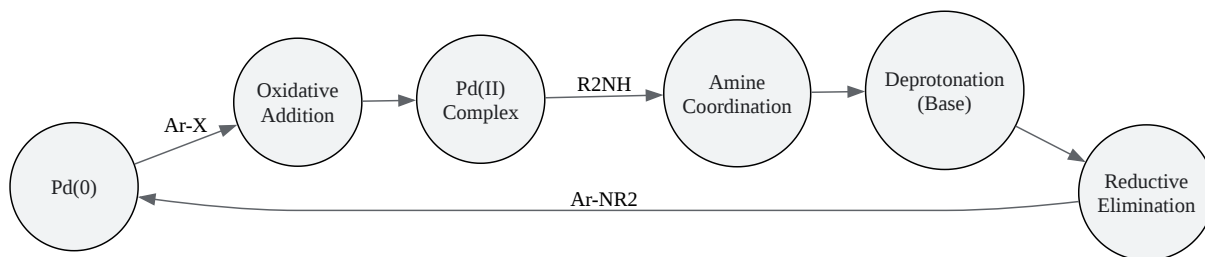 Pd(0)
Ar-X
Oxidative
Addition
Pd(II)
Complex
R2NH
Amine
Coordination
Deprotonation
(Base)
Reductive
Elimination
Ar-NR2